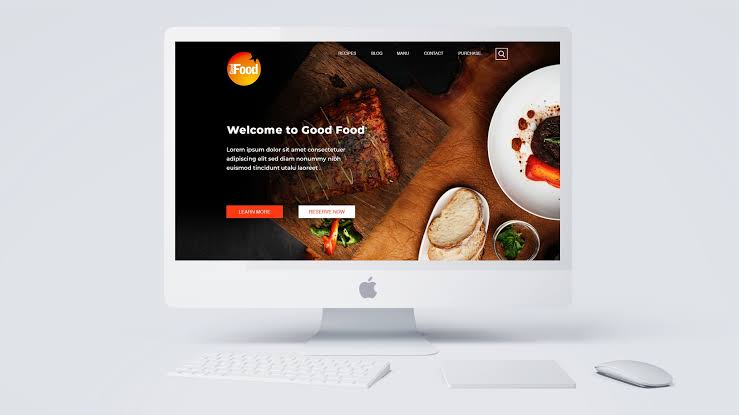 RECIPES BLOG MANU CONTACT PURCHASE
Food
Welcome to Good Food
Lorem ipsum dolor sit amet consectetuer
adipiscing elit sed diam nonummy nibh
euismod tincidunt utalu laoreet .
LEARN MORE RESERVE NOW